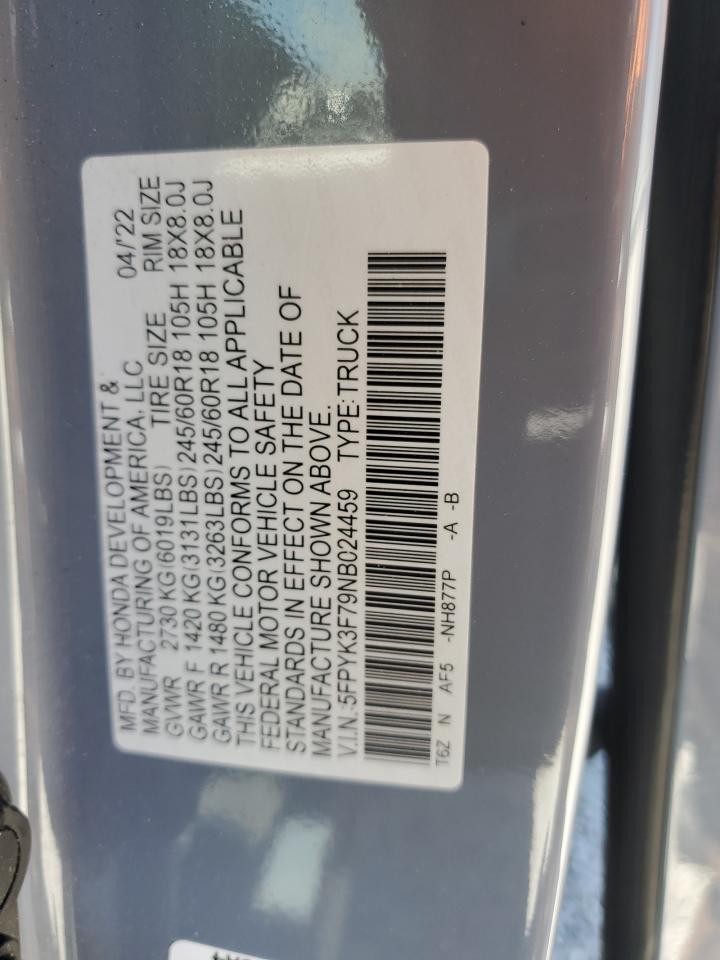 MFD. BY HONDA DEVELOPMENT &
MANUFACTURING OF AMERICA, LLC 04/'22
GVWR 2730 KG(6019LBS) TIRE SIZE RIM SIZE
GAWR F 1420 KG(3131LBS)245/60R18 105H 18X8.0J
GAWR R 1480 KG(3263LBS)245/60R18 105H 18X8.0J
THIS VEHICLE CONFORMS TO ALL APPLICABLE
FEDERAL MOTOR VEHICLE SAFETY
STANDARDS IN EFFECT ON THE DATE OF
MANUFACTURE SHOWN ABOVE.
V.I.N.:5FPYK3F79NB024459 TYPE:TRUCK
T6Z N AF5 -NH877P -A -B